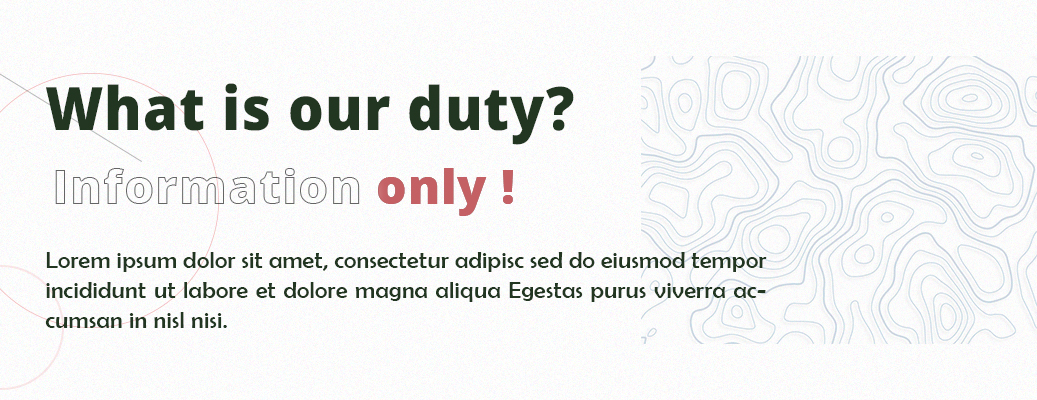 What is our duty?
Information only !
Lorem ipsum dolor sit amet, consectetur adipisc sed do eiusmod tempor
incididunt ut labore et dolore magna aliqua Egestas purus viverra ac-
cumsan in nisl nisi.